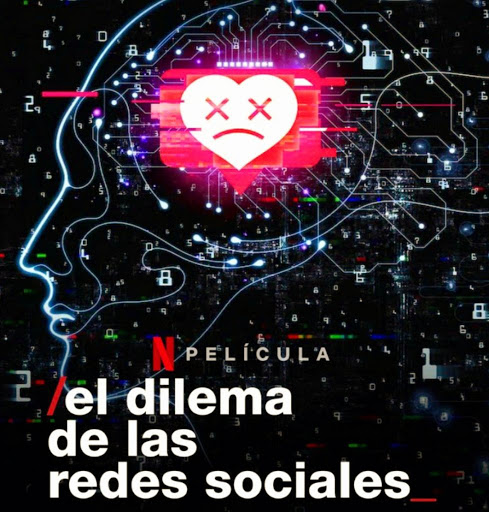 N PELÍCULA
/el dilema
de las
redes sociales_